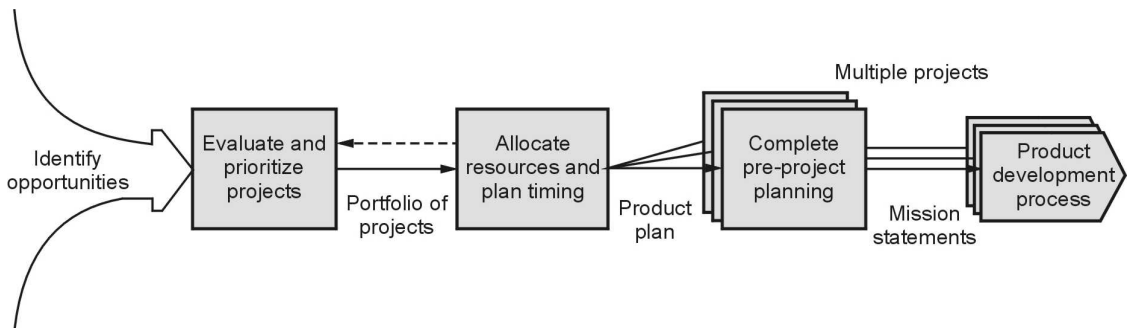 Multiple projects
Identify
opportunities
Evaluate and
prioritize
projects
Portfolio of
projects
Allocate
resources and
plan timing
Product
plan
Complete
pre-project
planning
Mission
statements
Product
development
process